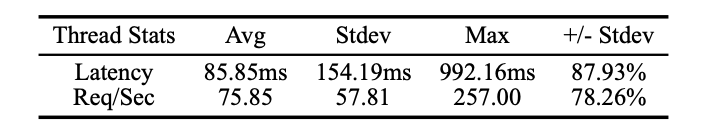 Thread Stats Avg Stdev Max +/- Stdev
Latency 85.85ms 154.19ms 992.16ms 87.93%
Req/Sec 75.85 57.81 257.00 78.26%